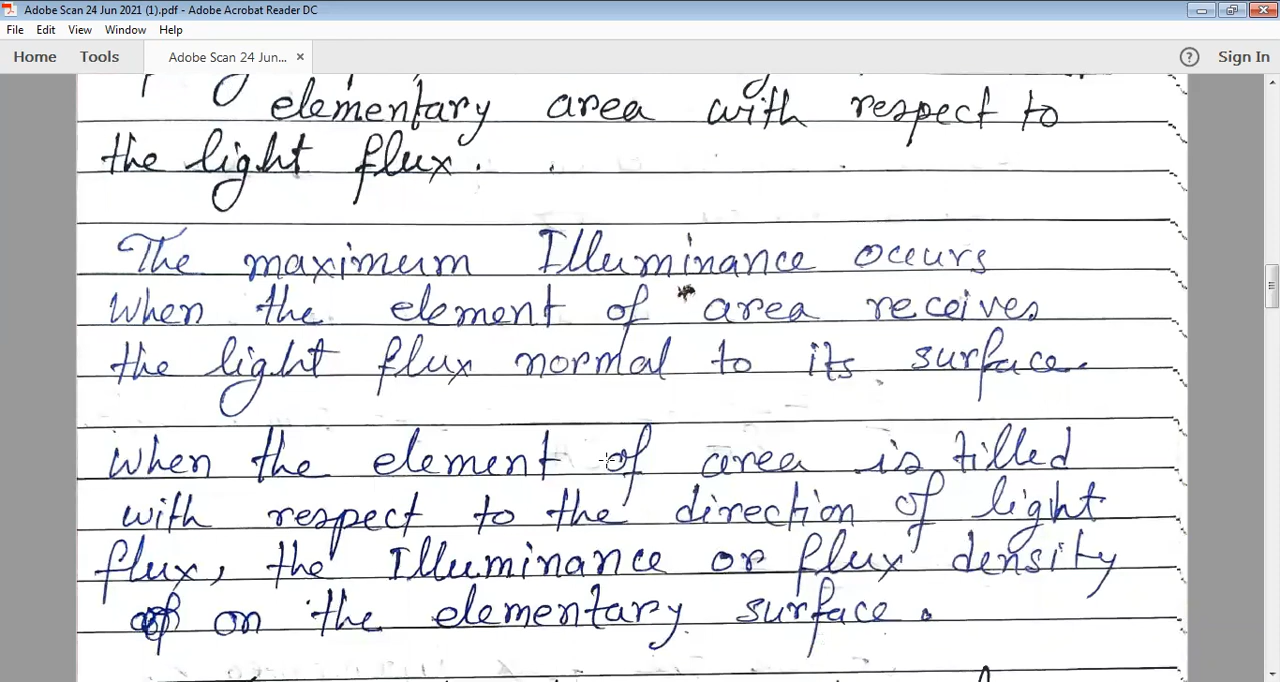 Adobe Scan 24 Jun 2021 (1).pdf - Adobe Acrobat Reader DC
File Edit View Window Help
Home Tools Adobe Scan 24 Jun... × ? Sign In
elementary area with respect to
the light flux.
The maximum Illuminance occurs
When the element of area receives
the light flux normal to its surface.
When the element of area is tilled
with respect to the direction of light
flux, the Illuminance or flux density
on the elementary surface.